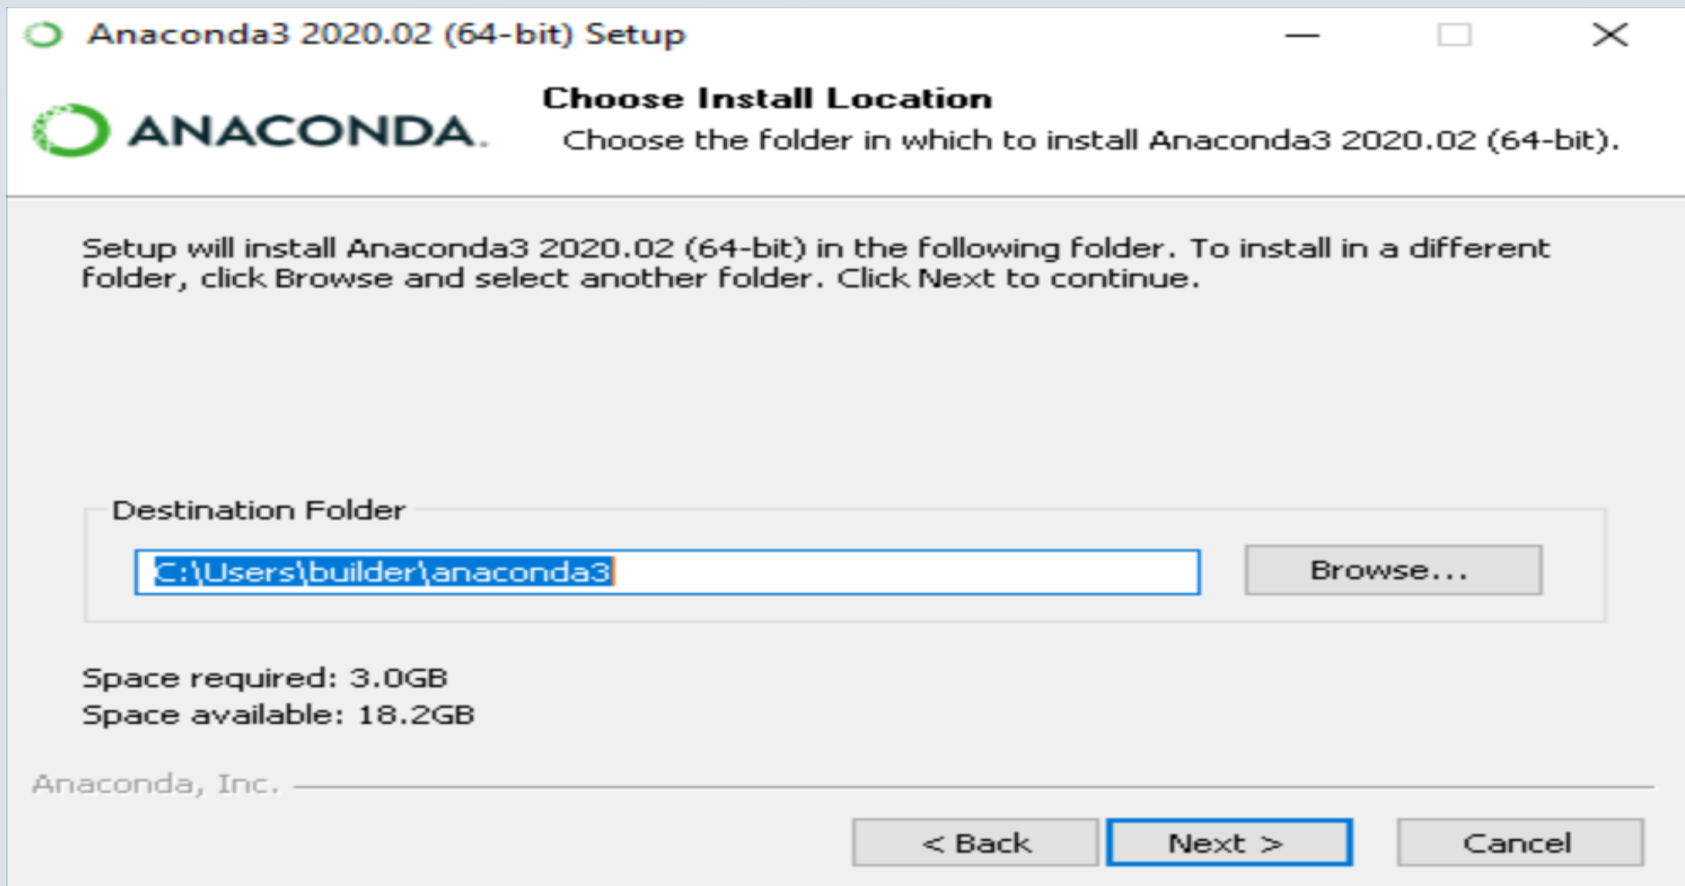 Anaconda3 2020.02 (64-bit) Setup
ANACONDA.
Choose Install Location
Choose the folder in which to install Anaconda3 2020.02 (64-bit).
Setup will install Anaconda3 2020.02 (64-bit) in the following folder. To install in a different
folder, click Browse and select another folder. Click Next to continue.
Destination Folder
C:\Users\builder\anaconda3
Browse...
Space required: 3.0GB
Space available: 18.2GB
Anaconda, Inc.
< Back
Next >
Cancel